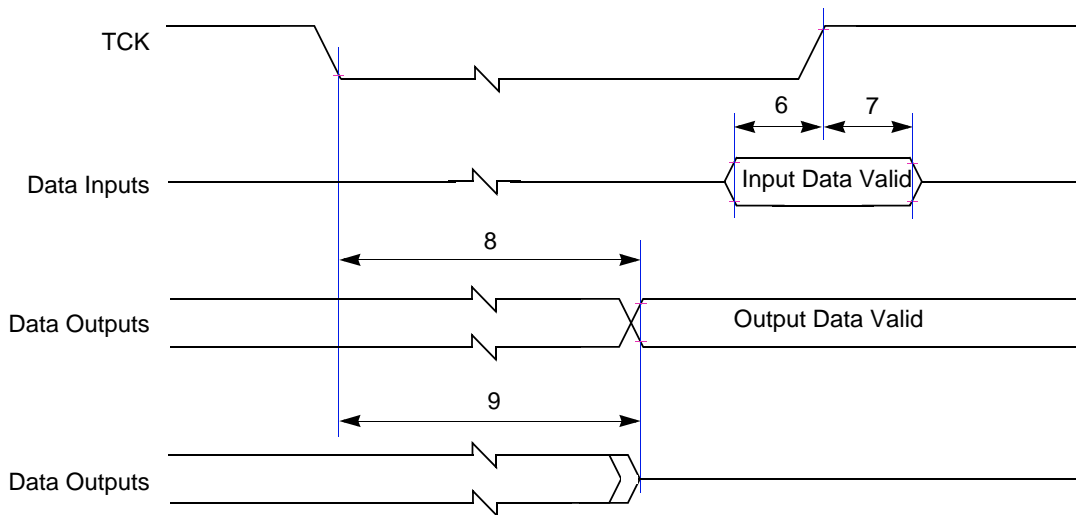 TCK
6
7
Data Inputs
Input Data Valid
8
Data Outputs
Output Data Valid
9
Data Outputs